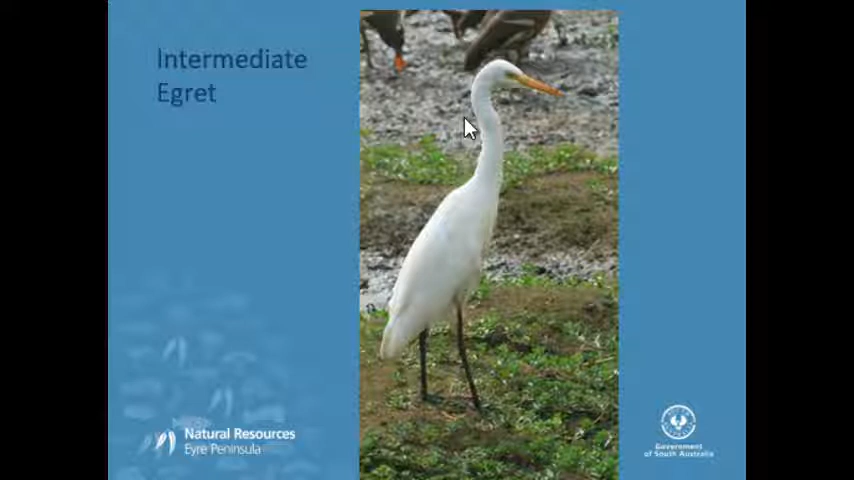 Intermediate
Egret
Natural Resources
Eyre Peninsula
Government
of South Australia